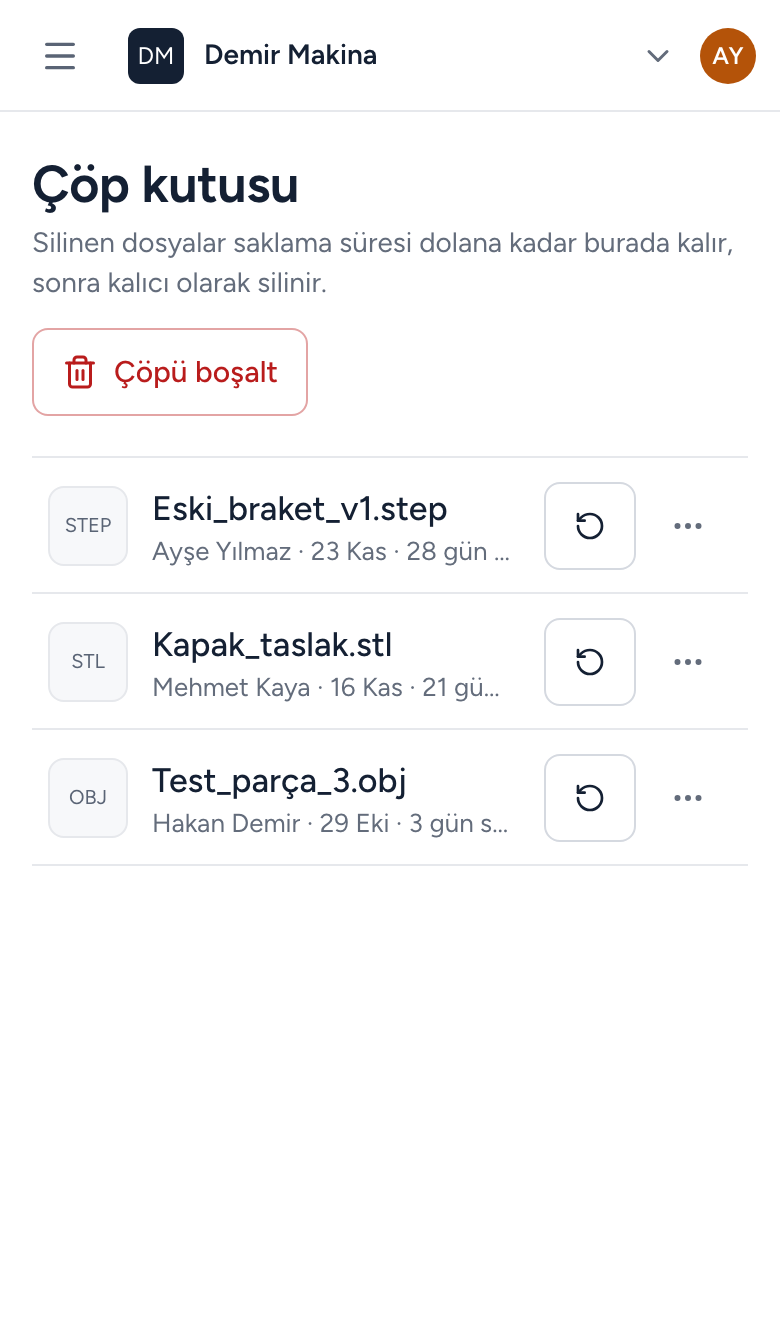 DM Demir Makina AY
Çöp kutusu
Silinen dosyalar saklama süresi dolana kadar burada kalır,
sonra kalıcı olarak silinir.
Çöpü boşalt
STEP
Eski_braket_v1.step
Ayşe Yılmaz · 23 Kas · 28 gün ...
STL
Kapak_taslak.stl
Mehmet Kaya · 16 Kas · 21 gü...
OBJ
Test_parça_3.obj
Hakan Demir · 29 Eki · 3 gün s...